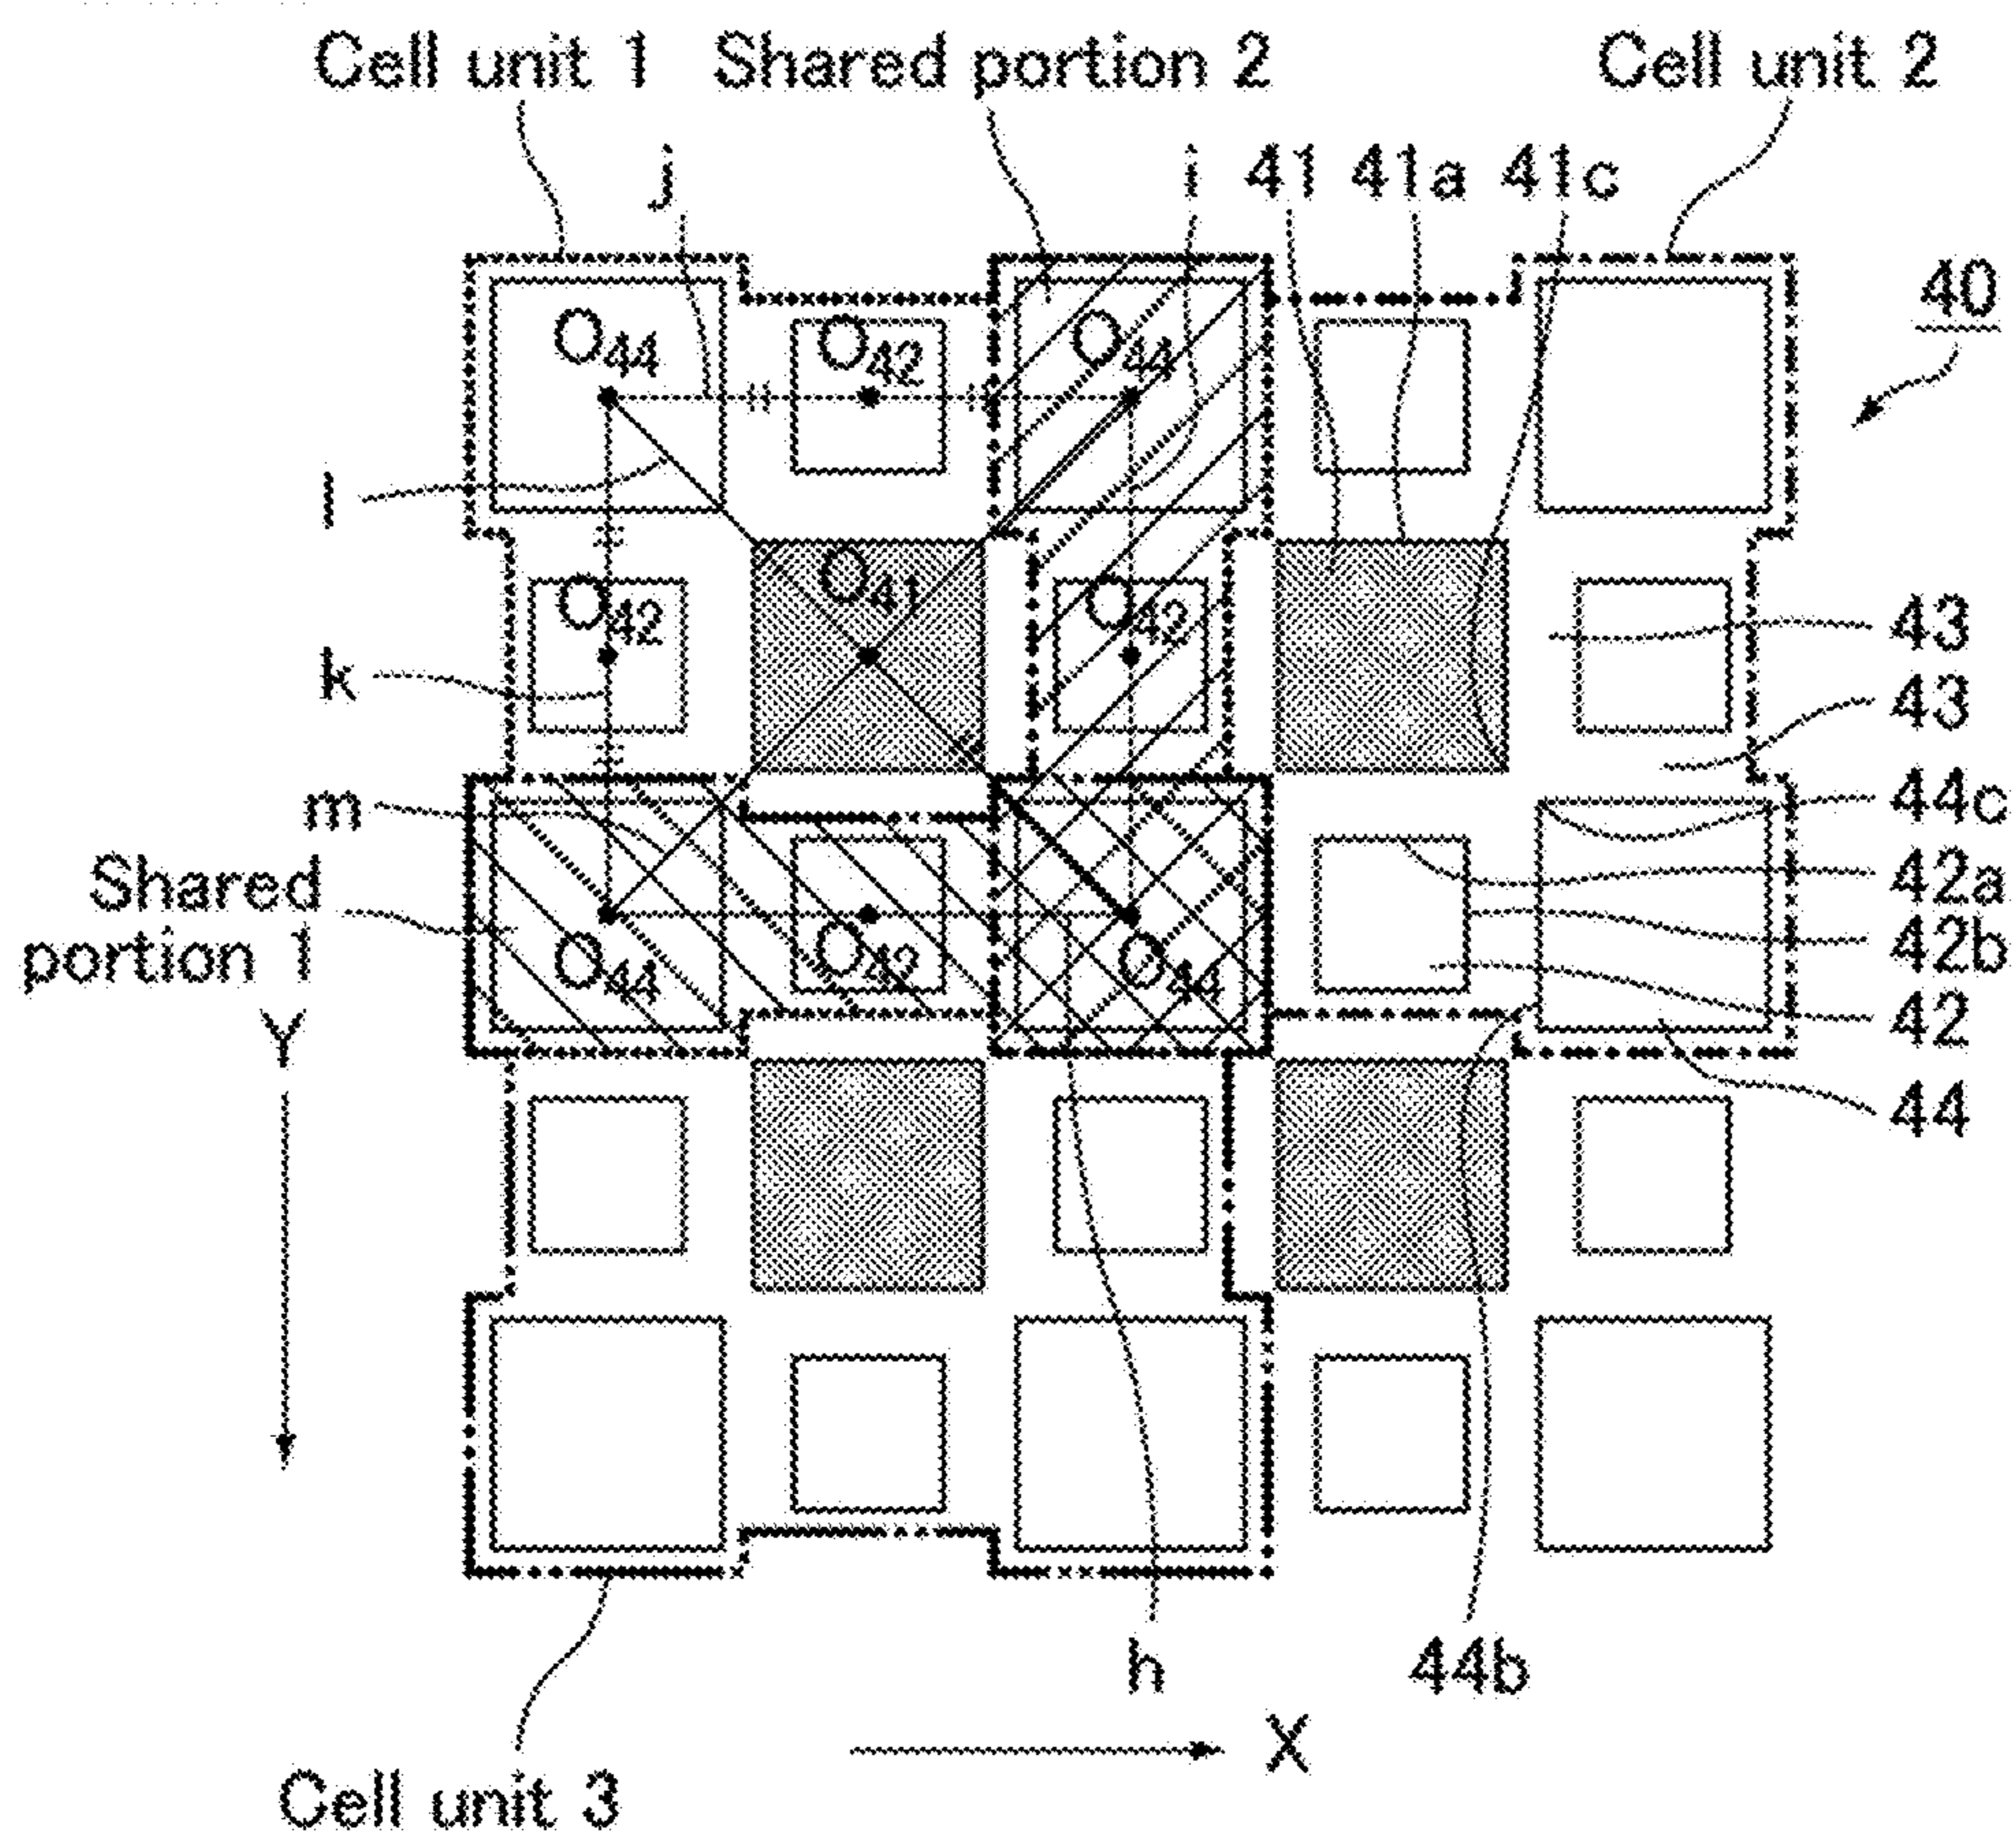 Cell unit 1 Shared portion 2 Cell unit 2
j i 41 41a 41c
40
O44 O42 O44
l
O42 O41 O42
43
k
43
m
44c
Shared
portion 1
42a
42b
O44 O42 O44
42
Y
44
h 44b
X
Cell unit 3